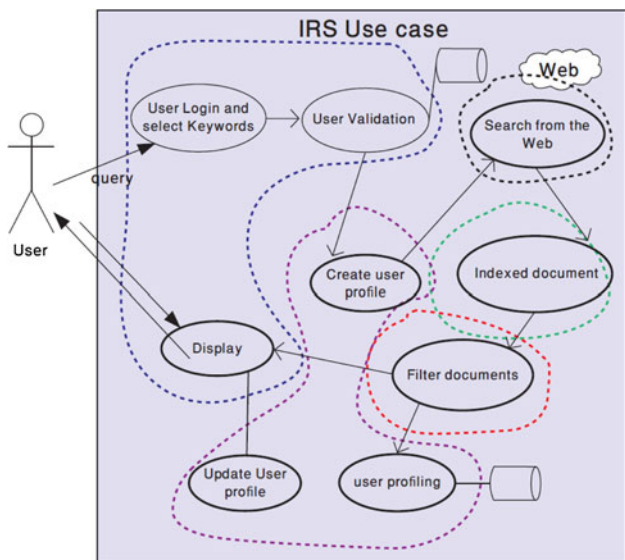 IRS Use case
Web
User Login and
select Keywords
User Validation
Search from the
Web
query
User
Create user
profile
Indexed document
Display
Filter documents
Update User
profile
user profiling